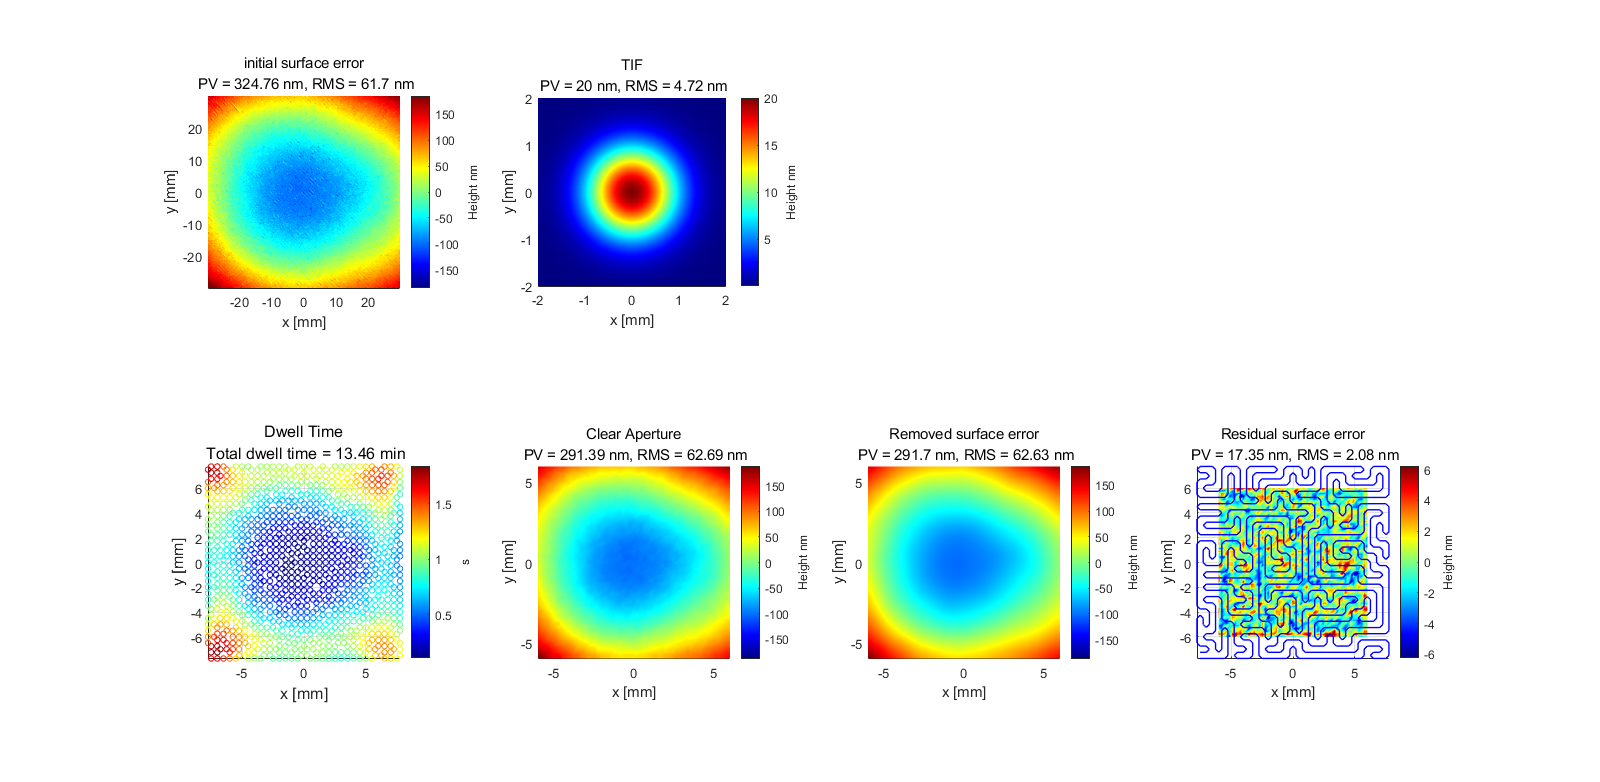 initial surface error
PV = 324.76 nm, RMS = 61.7 nm
20
10
0
-10
-20
y [mm]
-20 -10 0 10 20
x [mm]
150
100
50
0
-50
-100
-150
Height nm
TIF
PV = 20 nm, RMS = 4.72 nm
2
1
0
-1
-2
y [mm]
-2 -1 0 1 2
x [mm]
20
15
10
5
Height nm
Dwell Time
Total dwell time = 13.46 min
6
4
2
0
-2
-4
-6
y [mm]
-5 0 5
x [mm]
1.5
1
0.5
s
Clear Aperture
PV = 291.39 nm, RMS = 62.69 nm
5
0
-5
y [mm]
-5 0 5
x [mm]
150
100
50
0
-50
-100
-150
Height nm
Removed surface error
PV = 291.7 nm, RMS = 62.63 nm
5
0
-5
y [mm]
-5 0 5
x [mm]
150
100
50
0
-50
-100
-150
Height nm
Residual surface error
PV = 17.35 nm, RMS = 2.08 nm
6
4
2
0
-2
-4
-6
y [mm]
-5 0 5
x [mm]
6
4
2
0
-2
-4
-6
Height nm